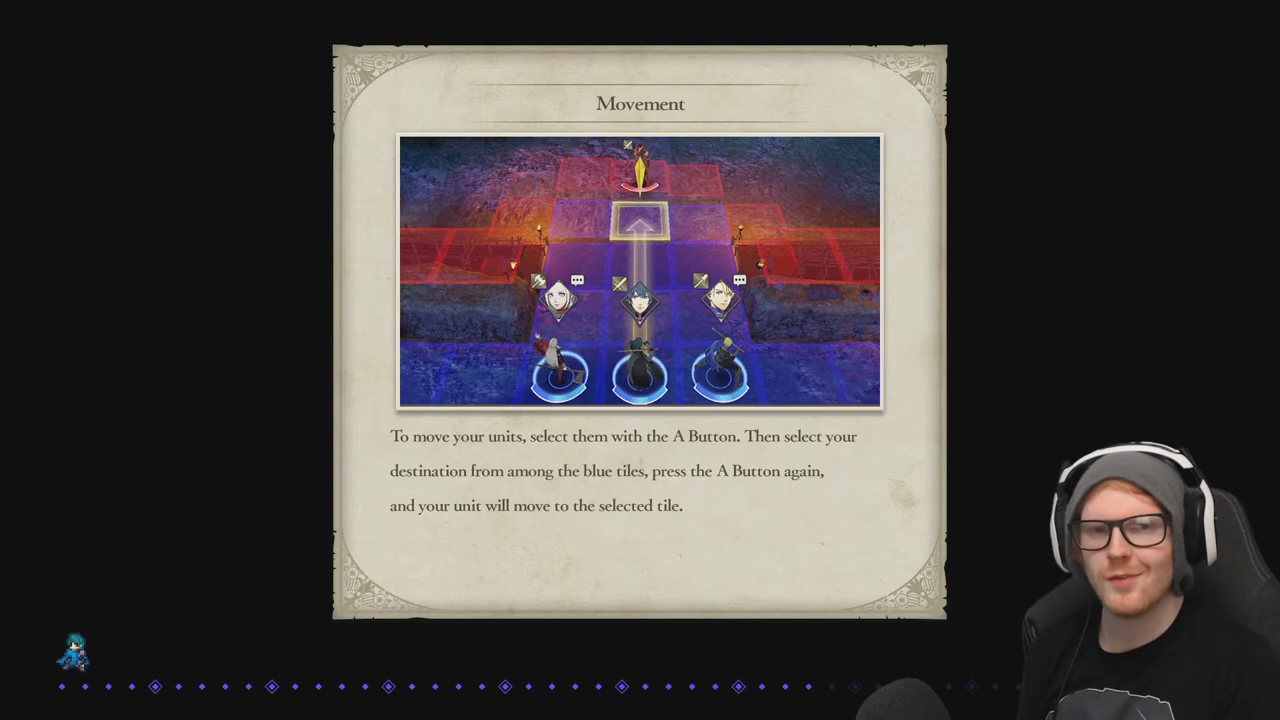 Movement
To move your units, select them with the A Button. Then select your
destination from among the blue tiles, press the A Button again,
and your unit will move to the selected tile.